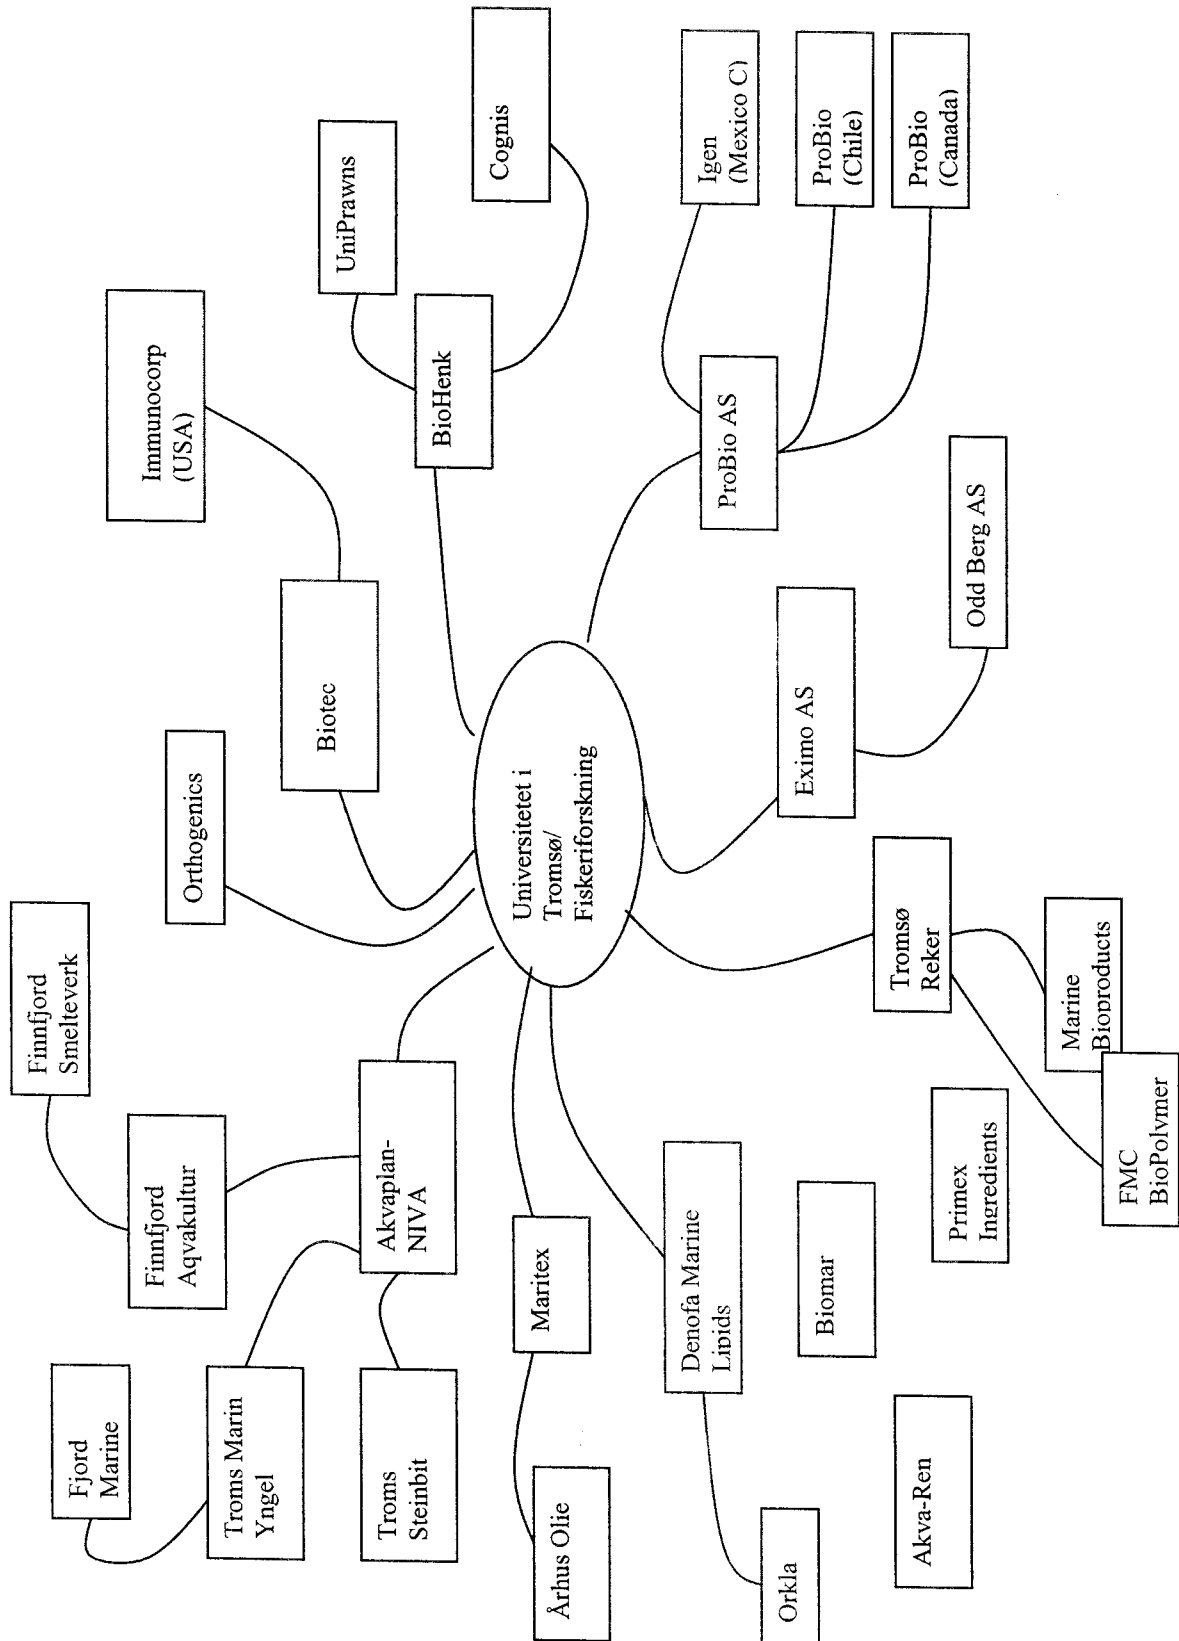 Finnfjord
Smelteverk
Fjord
Marine
Immunocorp
(USA)
Finnfjord
Aqvakultur
Orthogenics
Troms Marin
Yngel
Biotec
UniPrawns
Troms
Steinbit
Akvaplan-
NIVA
BioHenk
Cognis
Universitetet i
Tromsø/
Fiskeriforskning
Maritex
Århus Olie
Denofa Marine
Lipids
Igen
(Mexico C)
ProBio AS
Orkla
Biomar
Eximo AS
ProBio
(Chile)
Akva-Ren
Tromsø
Reker
ProBio
(Canada)
Primex
Ingredients
Odd Berg AS
Marine
Bioproducts
FMC
BioPolymer